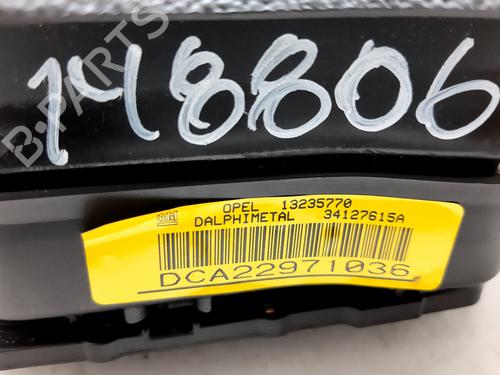 B-PARTS
148806
OPEL 13235770
DALPHIMETAL 34127615A
DCA22971036